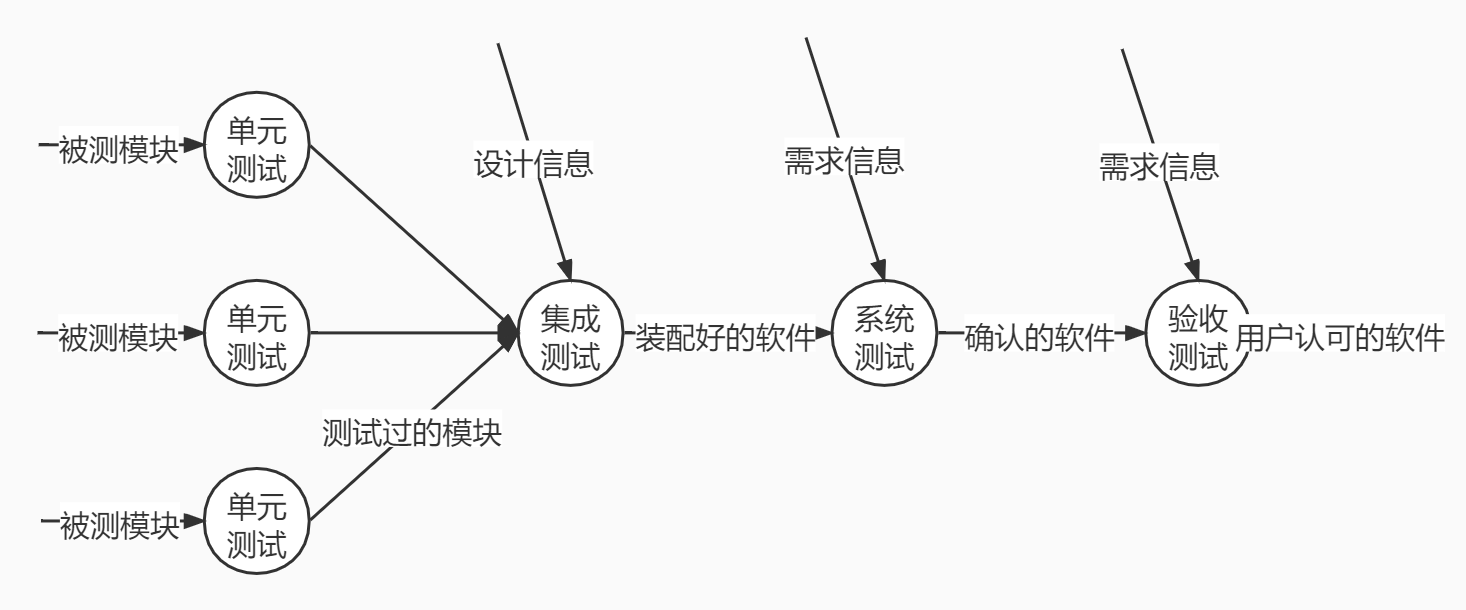 被测模块
单元
测试
设计信息
需求信息
需求信息
被测模块
单元
测试
集成
测试
装配好的软件
系统
测试
确认的软件
验收
测试
用户认可的软件
测试过的模块
被测模块
单元
测试